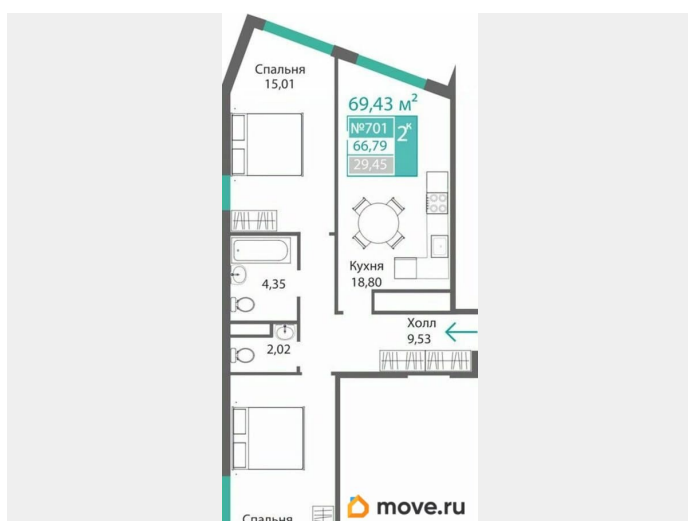 Спальня
15,01
69,43 м²
№701
2к
66,79
29,45
Кухня
18,80
4,35
Холл
9,53
2,02
Спальня
move.ru